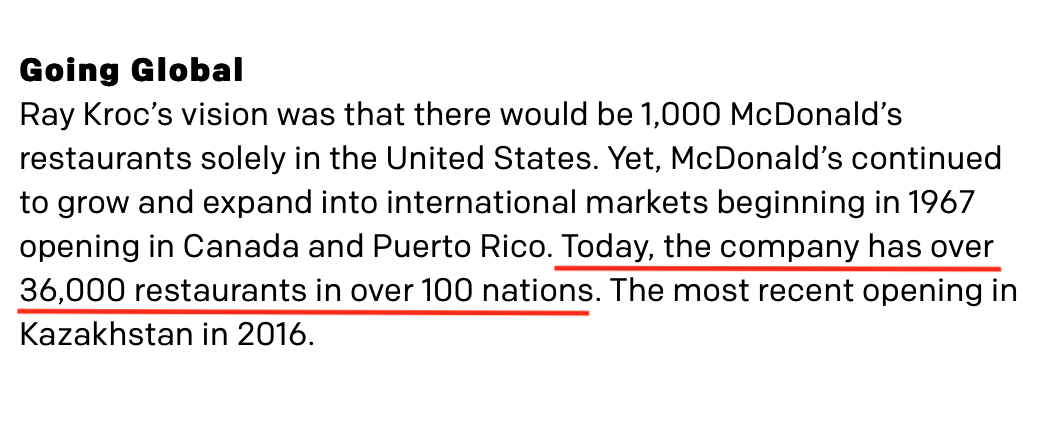 Going Global
Ray Kroc’s vision was that there would be 1,000 McDonald’s
restaurants solely in the United States. Yet, McDonald’s continued
to grow and expand into international markets beginning in 1967
opening in Canada and Puerto Rico. Today, the company has over
36,000 restaurants in over 100 nations. The most recent opening in
Kazakhstan in 2016.